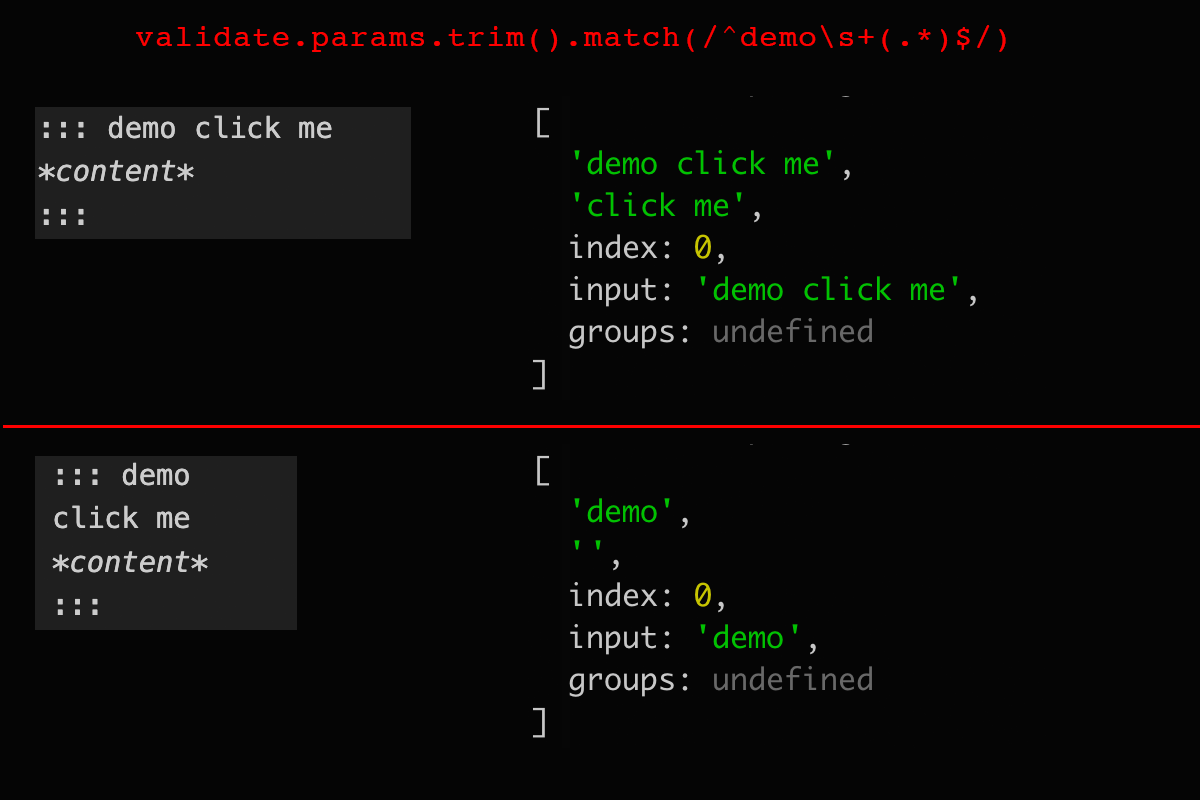 validate.params.trim().match(/^demo\s+(.*)$/)
::: demo click me
*content*
:::
[
'demo click me',
'click me',
index: 0,
input: 'demo click me',
groups: undefined
]
::: demo
click me
*content*
:::
[
'demo',
'',
index: 0,
input: 'demo',
groups: undefined
]